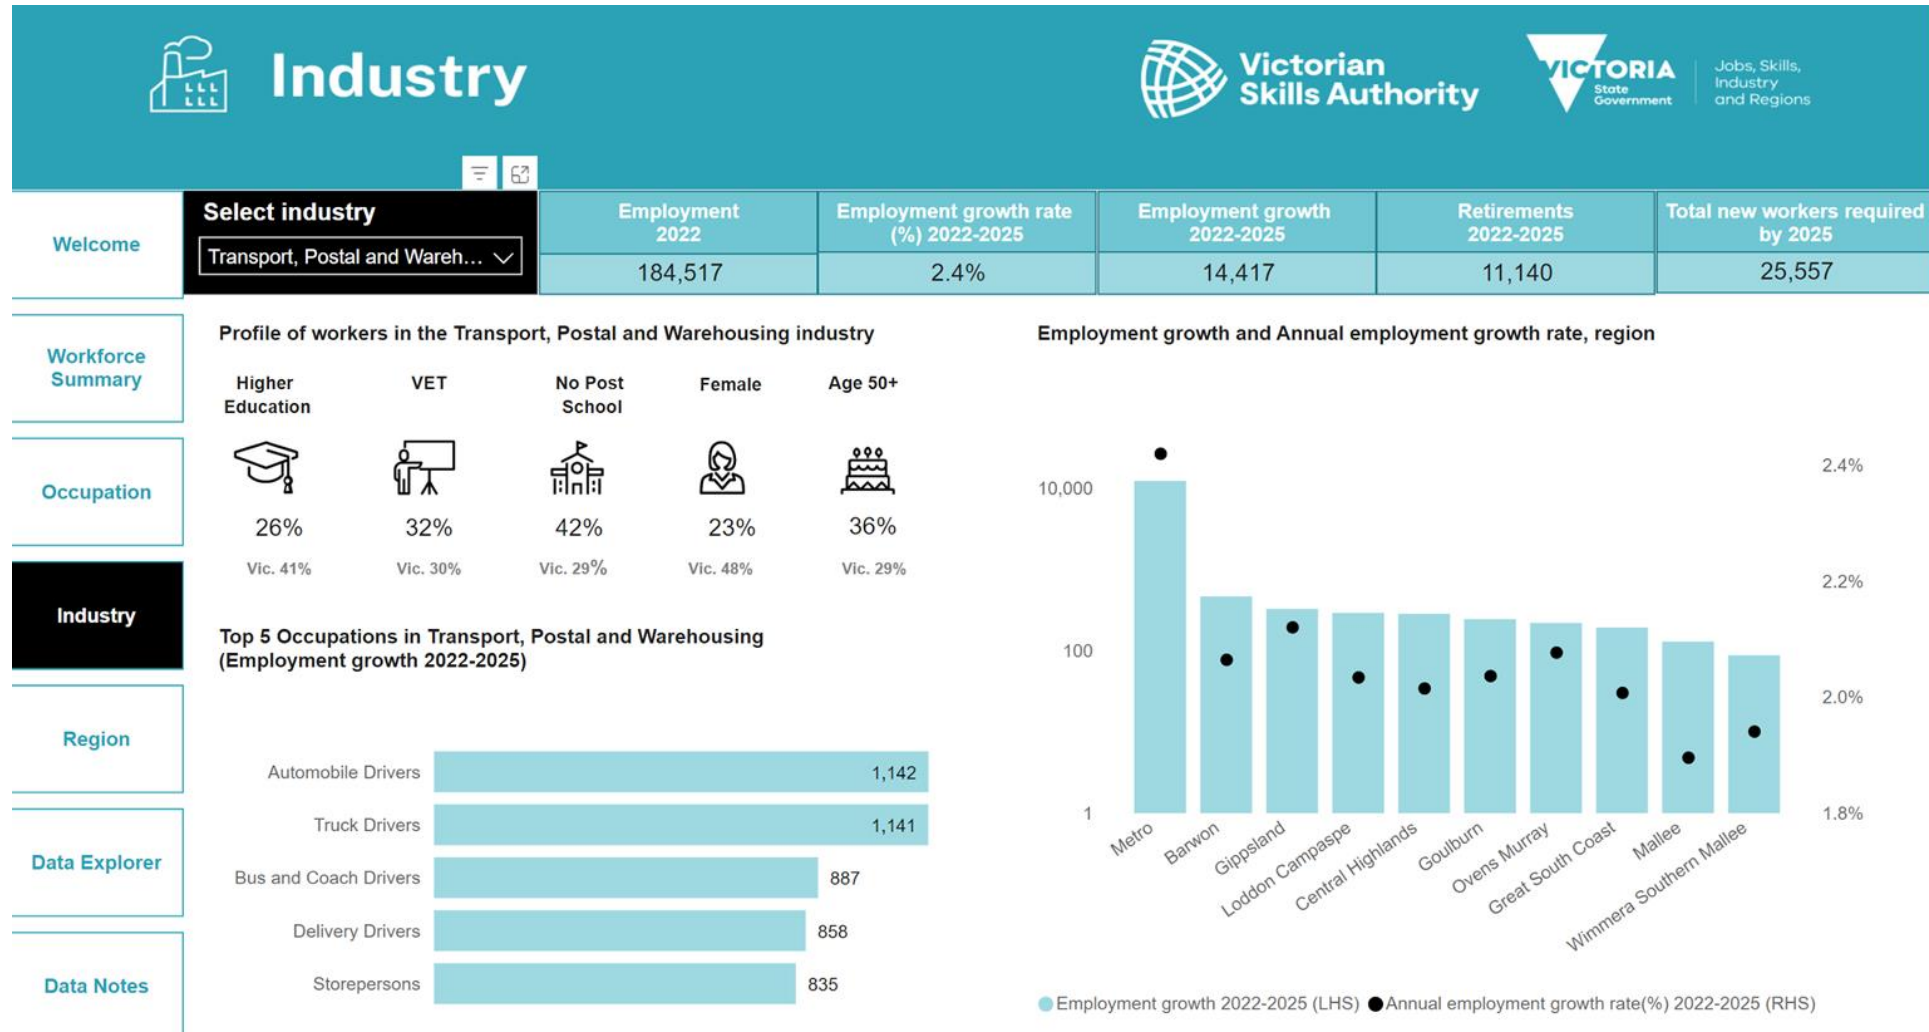 Industry
Victorian
Skills Authority
VICTORIA
State
Government
Jobs, Skills,
Industry
and Regions
Welcome
Workforce
Summary
Occupation
Industry
Region
Data Explorer
Data Notes
Select industry
Transport, Postal and Wareh...
Employment
2022
184,517
Employment growth rate
(%) 2022-2025
2.4%
Employment growth
2022-2025
14,417
Retirements
2022-2025
11,140
Total new workers required
by 2025
25,557
Profile of workers in the Transport, Postal and Warehousing industry
Higher
Education
VET
No Post
School
Female
Age 50+
26%
32%
42%
23%
36%
Vic. 41%
Vic. 30%
Vic. 29%
Vic. 48%
Vic. 29%
Top 5 Occupations in Transport, Postal and Warehousing
(Employment growth 2022-2025)
Automobile Drivers
1,142
Truck Drivers
1,141
Bus and Coach Drivers
887
Delivery Drivers
858
Storepersons
835
Employment growth and Annual employment growth rate, region
10,000
100
1
2.4%
2.2%
2.0%
1.8%
Metro
Barwon
Gippsland
Loddon Campaspe
Central Highlands
Goulburn
Ovens Murray
Great South Coast
Mallee
Wimmera Southern Mallee
Employment growth 2022-2025 (LHS)
Annual employment growth rate(%) 2022-2025 (RHS)